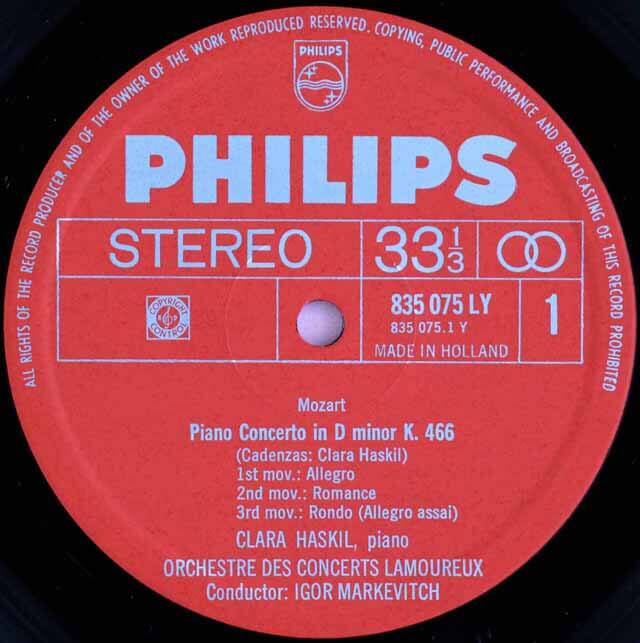 ALL RIGHTS OF THE RECORD PRODUCER AND OF THE OWNER OF THE WORK REPRODUCED RESERVED. COPYING, PUBLIC PERFORMANCE AND BROADCASTING OF THIS RECORD PROHIBITED
PHILIPS
PHILIPS
STEREO
33 1/3
COPYRIGHT
CONTROL
835 075 LY
835 075.1 Y
MADE IN HOLLAND
1
Mozart
Piano Concerto in D minor K. 466
(Cadenzas: Clara Haskil)
1st mov.: Allegro
2nd mov.: Romance
3rd mov.: Rondo (Allegro assai)
CLARA HASKIL, piano
ORCHESTRE DES CONCERTS LAMOUREUX
Conductor: IGOR MARKEVITCH